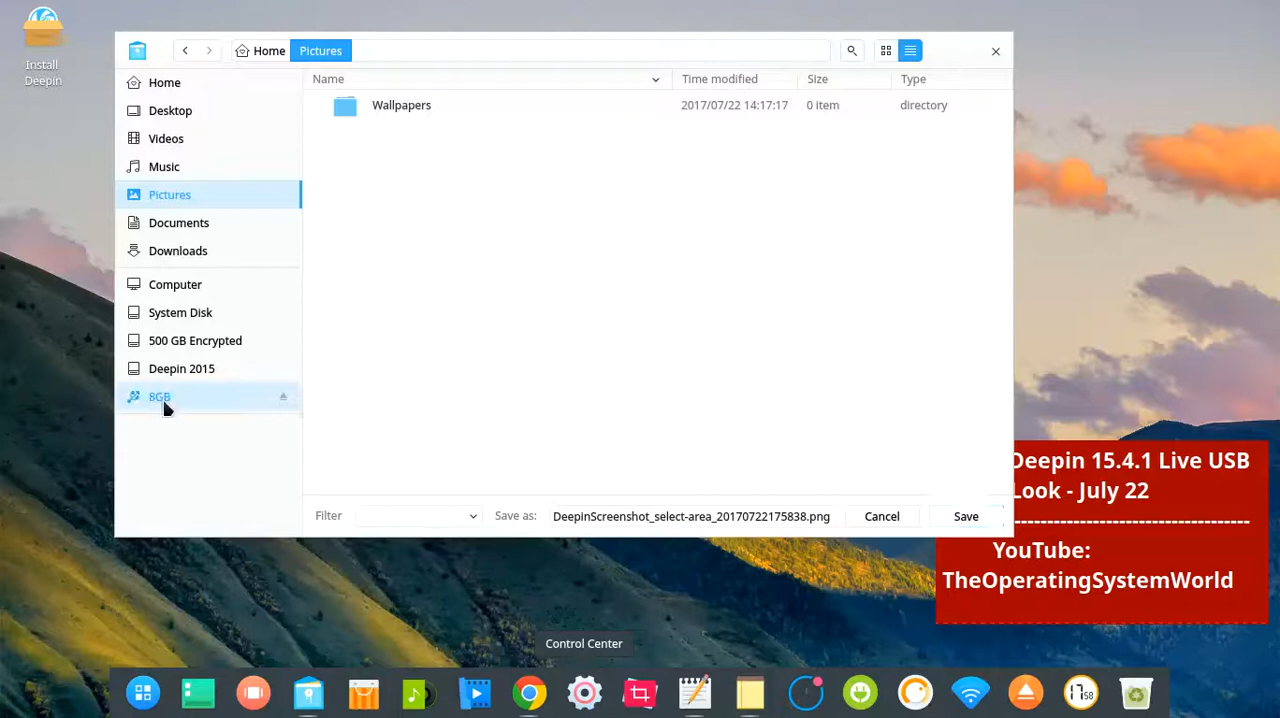 Install
Deepin
Home
Pictures
Home
Desktop
Videos
Music
Pictures
Documents
Downloads
Computer
System Disk
500 GB Encrypted
Deepin 2015
8GB
Name
Time modified
Size
Type
Wallpapers
2017/07/22 14:17:17
0 item
directory
Filter
Save as:
DeepinScreenshot_select-area_20170722175838.png
Cancel
Save
Deepin 15.4.1 Live USB
Look - July 22
-----------------------------------
YouTube:
TheOperatingSystemWorld
Control Center
17 58